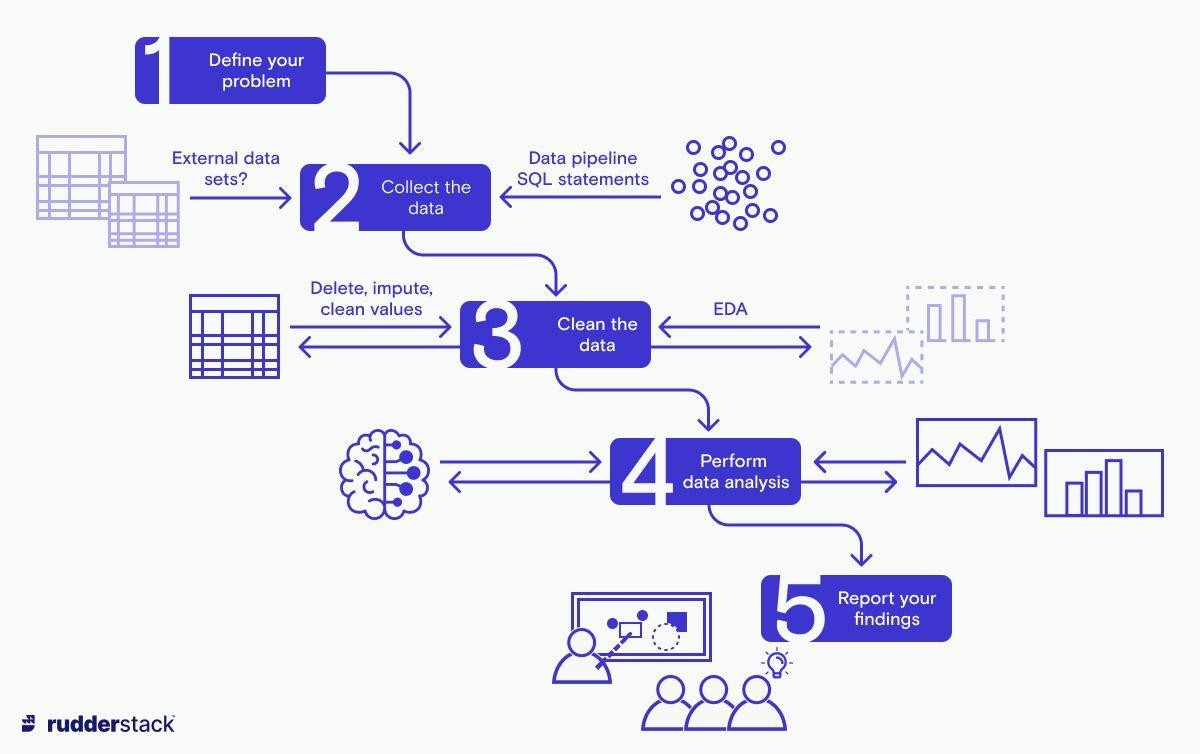 1
Define your
problem
External data
sets?
2
Collect the
data
Data pipeline
SQL statements
Delete, impute,
clean values
3
Clean the
data
EDA
4
Perform
data analysis
5
Report your
findings
rudderstack